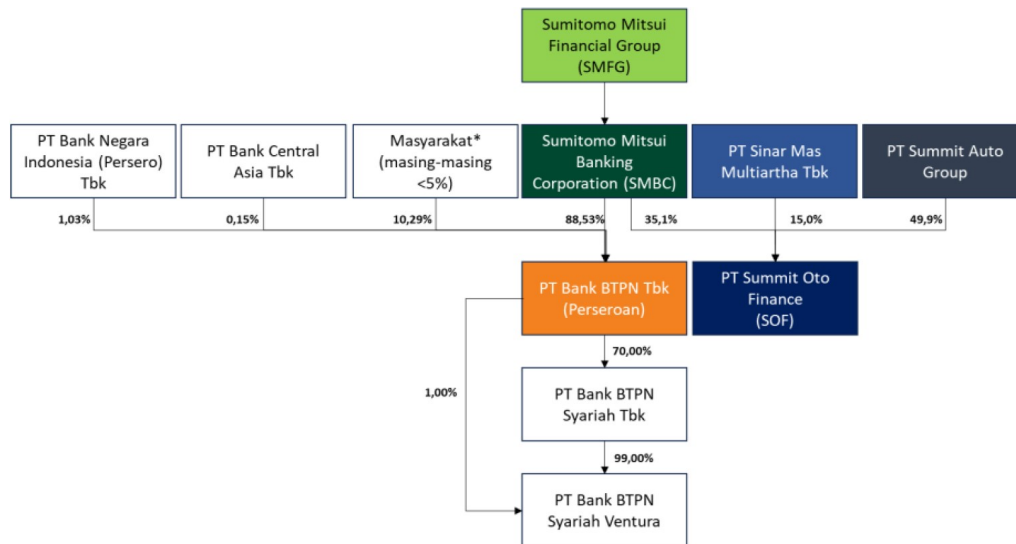 Sumitomo Mitsui
Financial Group
(SMFG)
PT Bank Negara
Indonesia (Persero)
Tbk
PT Bank Central
Asia Tbk
Masyarakat*
(masing-masing
<5%)
Sumitomo Mitsui
Banking
Corporation (SMBC)
PT Sinar Mas
Multiartha Tbk
PT Summit Auto
Group
1,03%
0,15%
10,29%
88,53%
35,1%
15,0%
49,9%
PT Bank BTPN Tbk
(Perseroan)
PT Summit Oto
Finance
(SOF)
70,00%
1,00%
PT Bank BTPN
Syariah Tbk
99,00%
PT Bank BTPN
Syariah Ventura